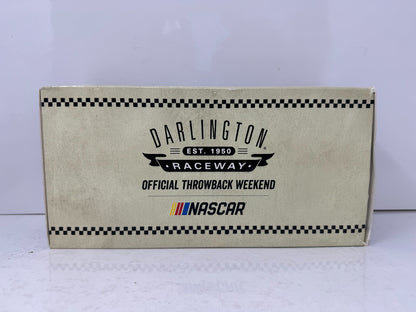 DARLINGTON
EST. 1950
•RACEWAY•
OFFICIAL THROWBACK WEEKEND
NASCAR